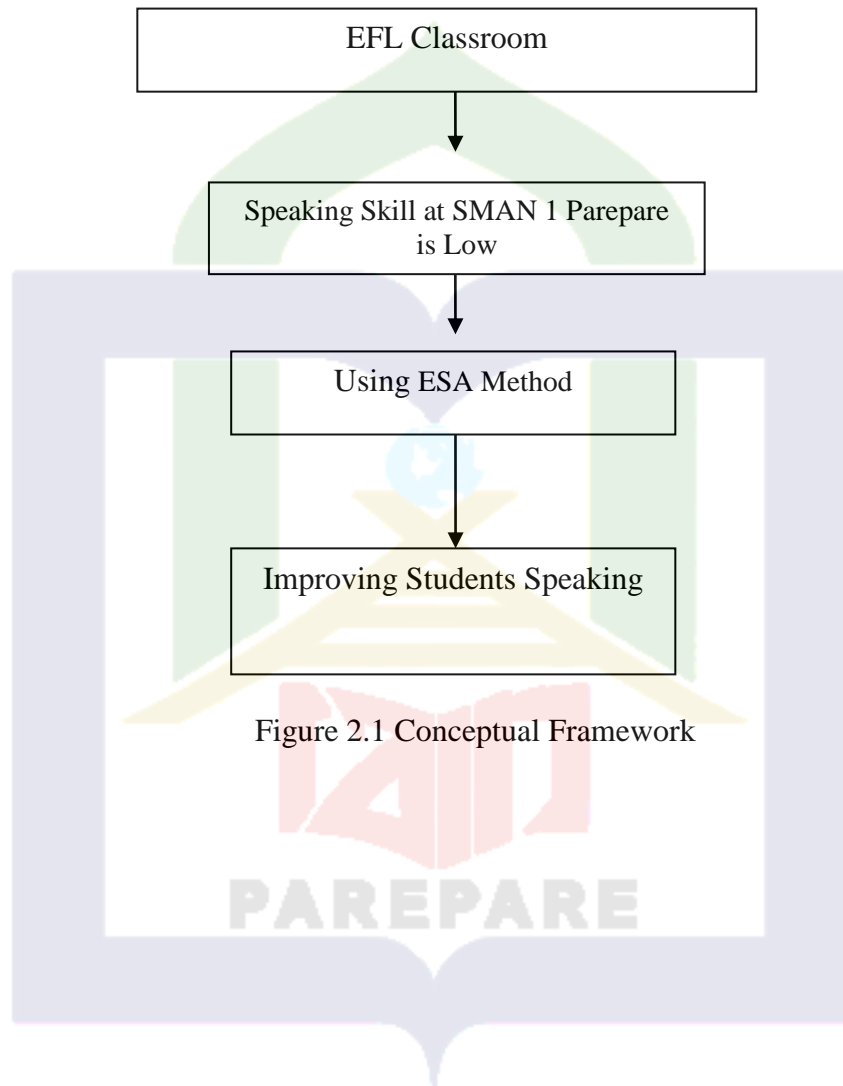 EFL Classroom
Speaking Skill at SMAN 1 Parepare
is Low
Using ESA Method
Improving Students Speaking
Figure 2.1 Conceptual Framework
IAIN
PAREPARE